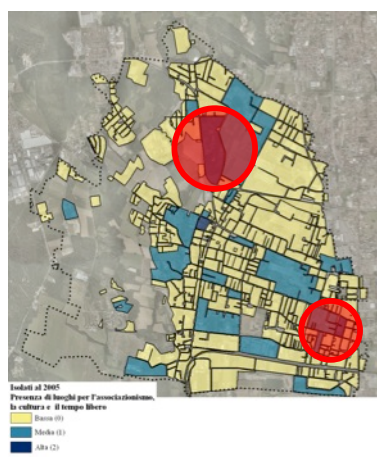 Isolati al 2005
Presenza di luoghi per l'associazionismo,
la cultura e il tempo libero
Bassa (0)
Media (1)
Alta (2)